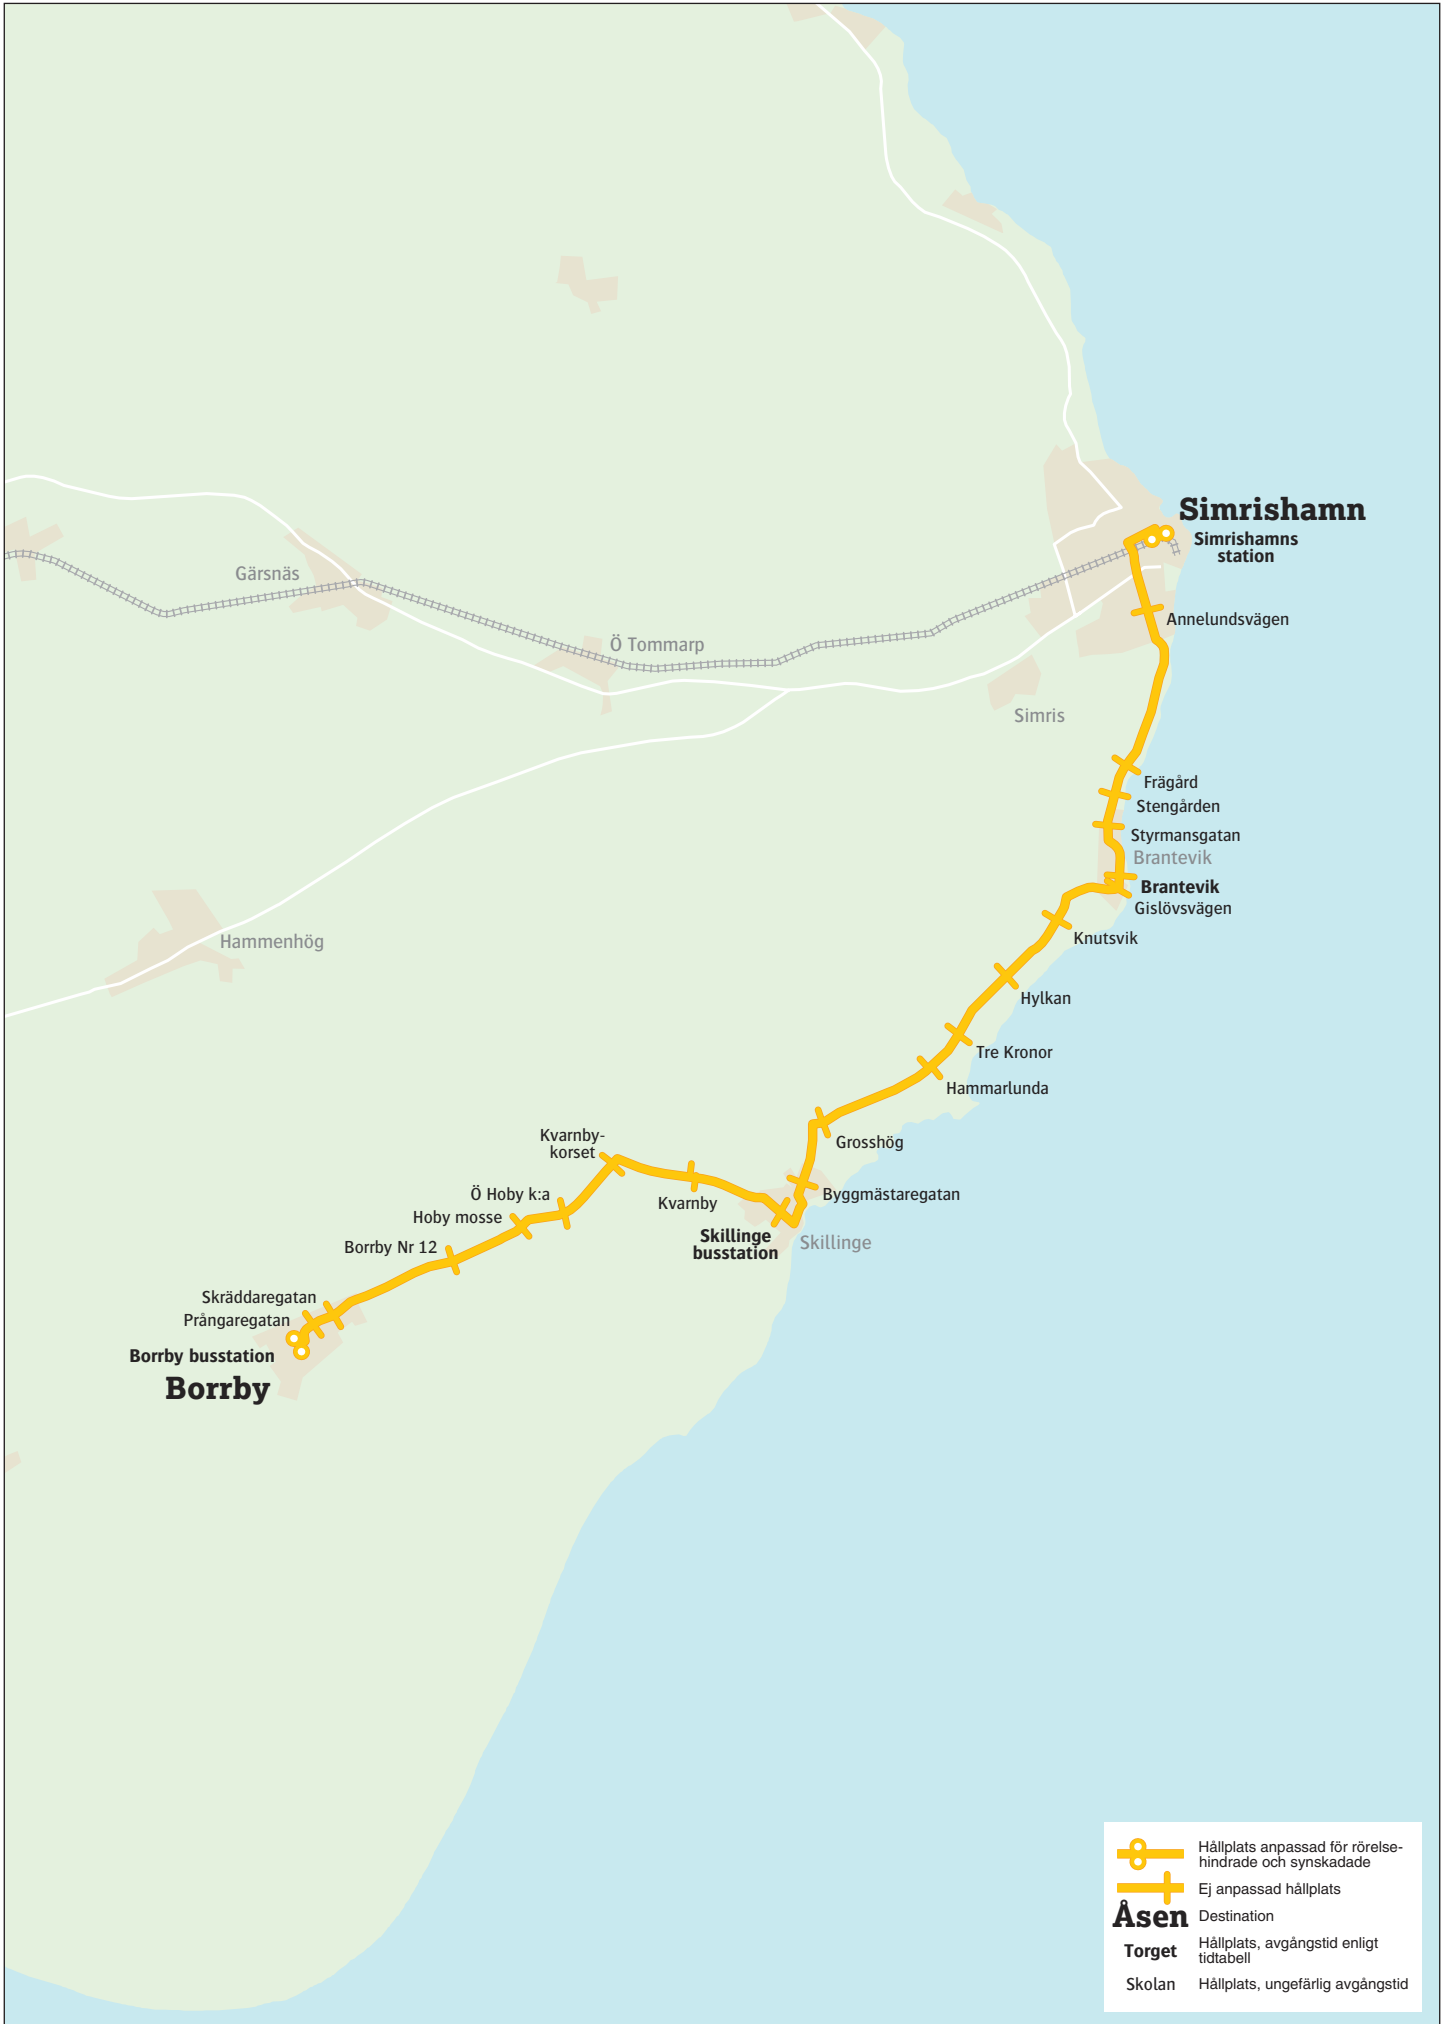 Simrishamn
Simrishamns
station
Gärsnäs
Annelundsvägen
Ö Tommarp
Simris
Frägård
Stengården
Styrmansgatan
Brantevik
Brantevik
Gislövsvägen
Knutsvik
Hammenhög
Hylkan
Tre Kronor
Hammarlunda
Grosshög
Kvarnby-
korset
Ö Hoby k:a
Byggmästaregatan
Kvarnby
Hoby mosse
Skillinge
busstation
Skillinge
Borrby Nr 12
Skräddaregatan
Prångaregatan
Borrby busstation
Borrby
Hållplats anpassad för rörelse-
hindrade och synskadade
Ej anpassad hållplats
Åsen Destination
Torget Hållplats, avgångstid enligt
tidtabell
Skolan Hållplats, ungefärlig avgångstid